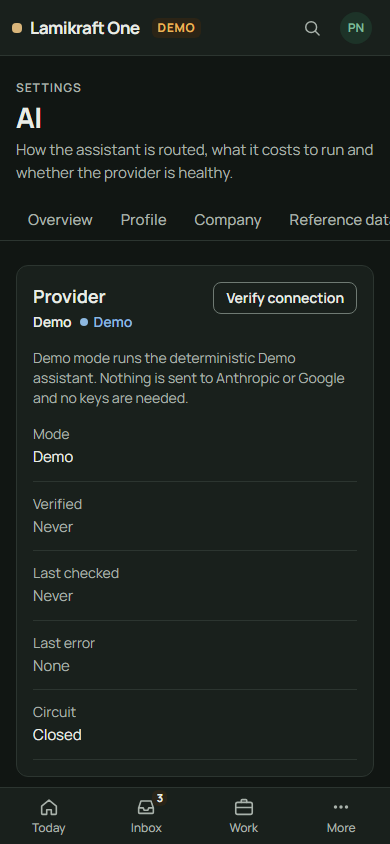 Lamikraft One DEMO PN
SETTINGS
AI
How the assistant is routed, what it costs to run and
whether the provider is healthy.
Overview Profile Company Reference dat
Provider Verify connection
Demo Demo
Demo mode runs the deterministic Demo
assistant. Nothing is sent to Anthropic or Google
and no keys are needed.
Mode
Demo
Verified
Never
Last checked
Never
Last error
None
Circuit
Closed
3
Today Inbox Work More